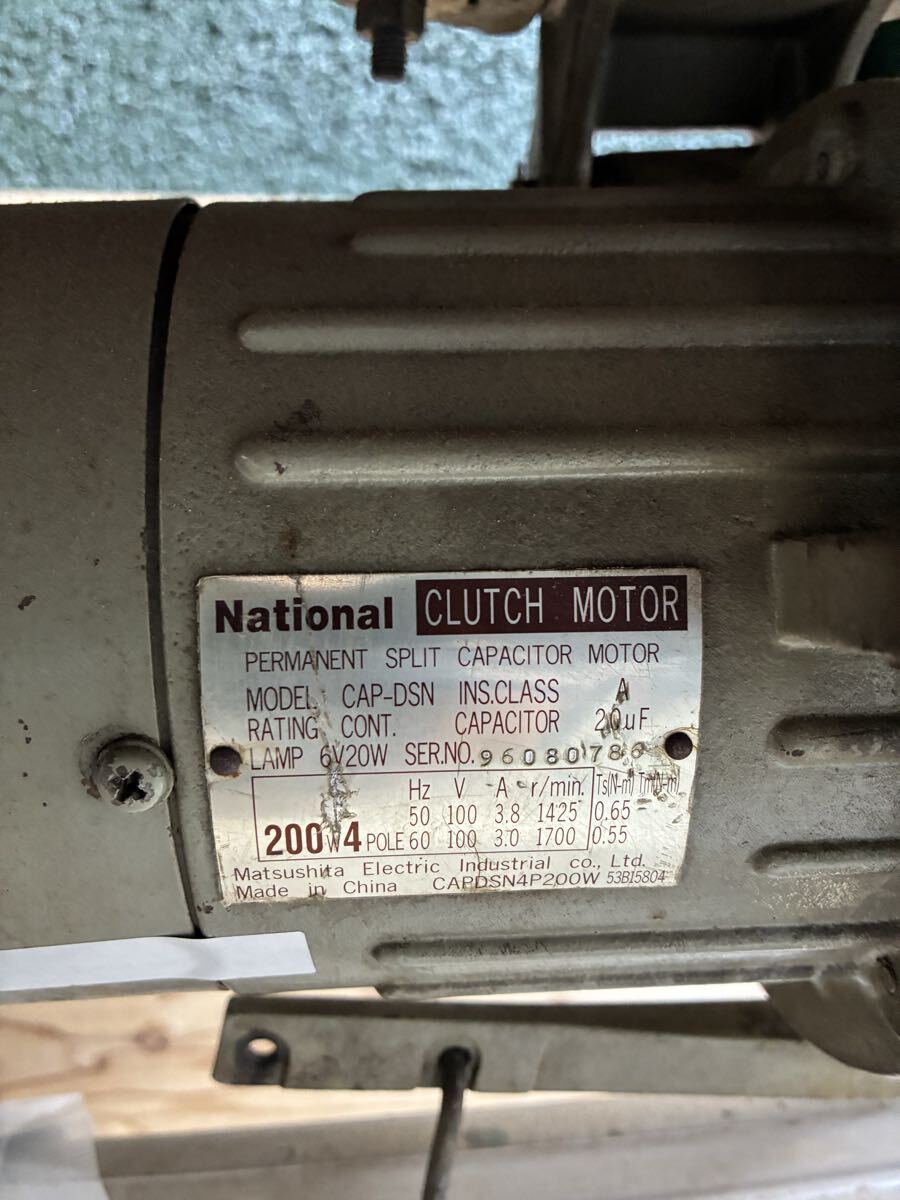 National CLUTCH MOTOR
PERMANENT SPLIT CAPACITOR MOTOR
MODEL CAP-DSN INS.CLASS A
RATING CONT. CAPACITOR 20uF
LAMP 6V20W SER.NO. 96080786
Hz V A r/min. Ts(N-m) Tm(N-m)
50 100 3.8 1425 0.65
200W 4 POLE 60 100 3.0 1700 0.55
Matsushita Electric Industrial co., Ltd.
Made in China CAPDSN4P200W 53B15804